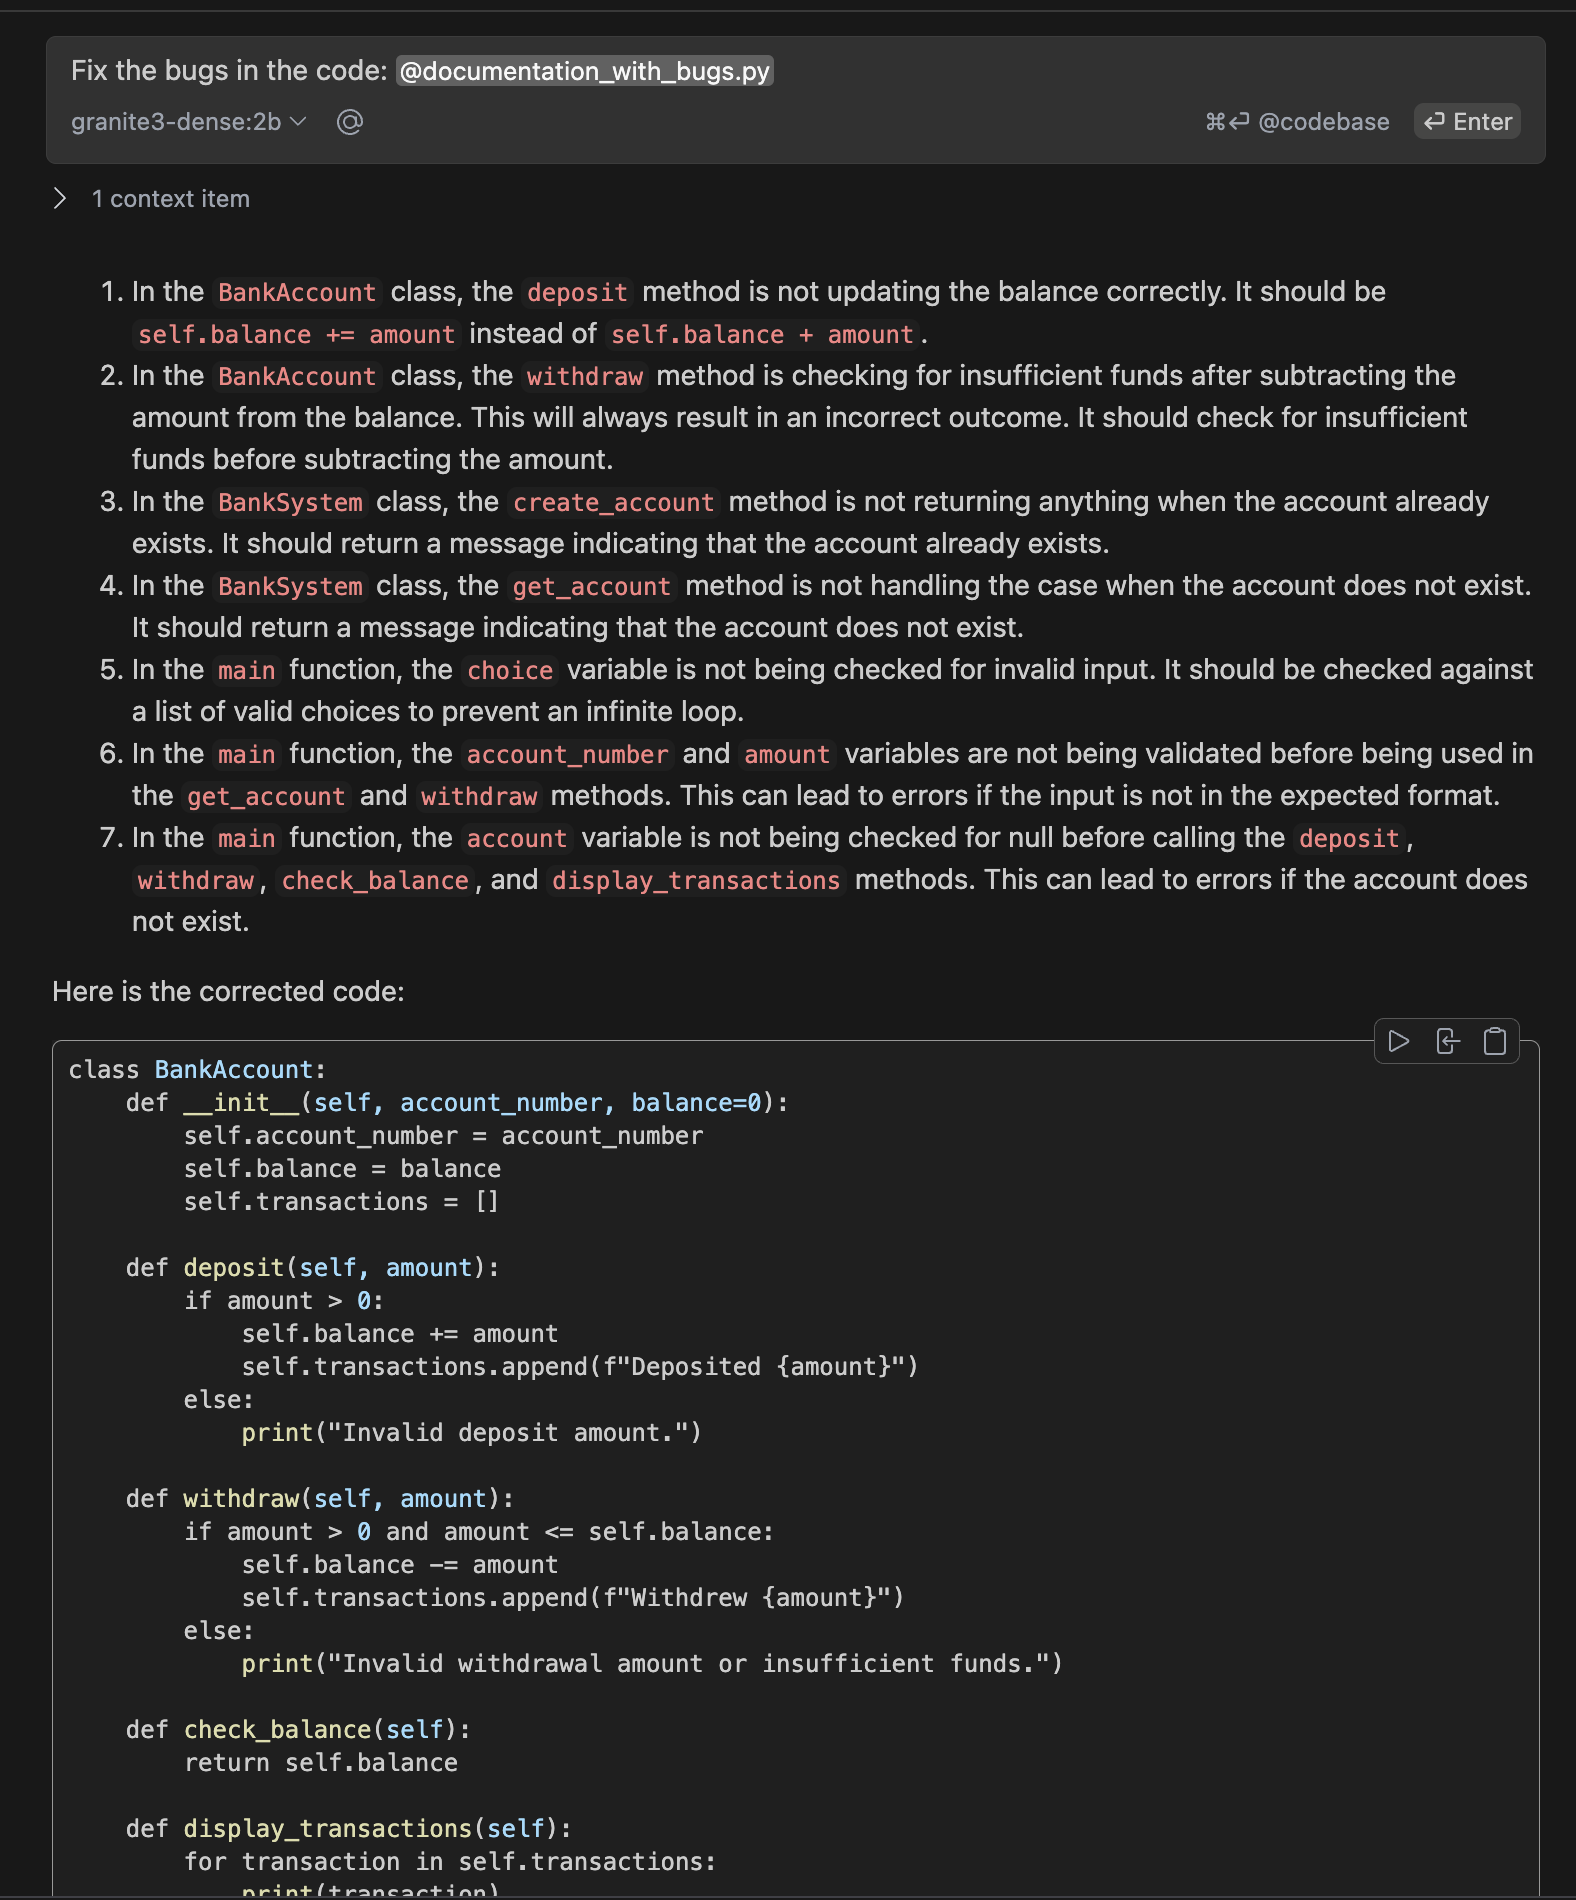 Fix the bugs in the code: @documentation_with_bugs.py
granite3-dense:2b @ ⌘⏎ @codebase ⏎ Enter
1 context item
1. In the BankAccount class, the deposit method is not updating the balance correctly. It should be
self.balance += amount instead of self.balance + amount.
2. In the BankAccount class, the withdraw method is checking for insufficient funds after subtracting the
amount from the balance. This will always result in an incorrect outcome. It should check for insufficient
funds before subtracting the amount.
3. In the BankSystem class, the create_account method is not returning anything when the account already
exists. It should return a message indicating that the account already exists.
4. In the BankSystem class, the get_account method is not handling the case when the account does not exist.
It should return a message indicating that the account does not exist.
5. In the main function, the choice variable is not being checked for invalid input. It should be checked against
a list of valid choices to prevent an infinite loop.
6. In the main function, the account_number and amount variables are not being validated before being used in
the get_account and withdraw methods. This can lead to errors if the input is not in the expected format.
7. In the main function, the account variable is not being checked for null before calling the deposit,
withdraw, check_balance, and display_transactions methods. This can lead to errors if the account does
not exist.
Here is the corrected code:
class BankAccount:
    def __init__(self, account_number, balance=0):
        self.account_number = account_number
        self.balance = balance
        self.transactions = []
    def deposit(self, amount):
        if amount > 0:
            self.balance += amount
            self.transactions.append(f"Deposited {amount}")
        else:
            print("Invalid deposit amount.")
    def withdraw(self, amount):
        if amount > 0 and amount <= self.balance:
            self.balance -= amount
            self.transactions.append(f"Withdrew {amount}")
        else:
            print("Invalid withdrawal amount or insufficient funds.")
    def check_balance(self):
        return self.balance
    def display_transactions(self):
        for transaction in self.transactions:
            print(transaction)